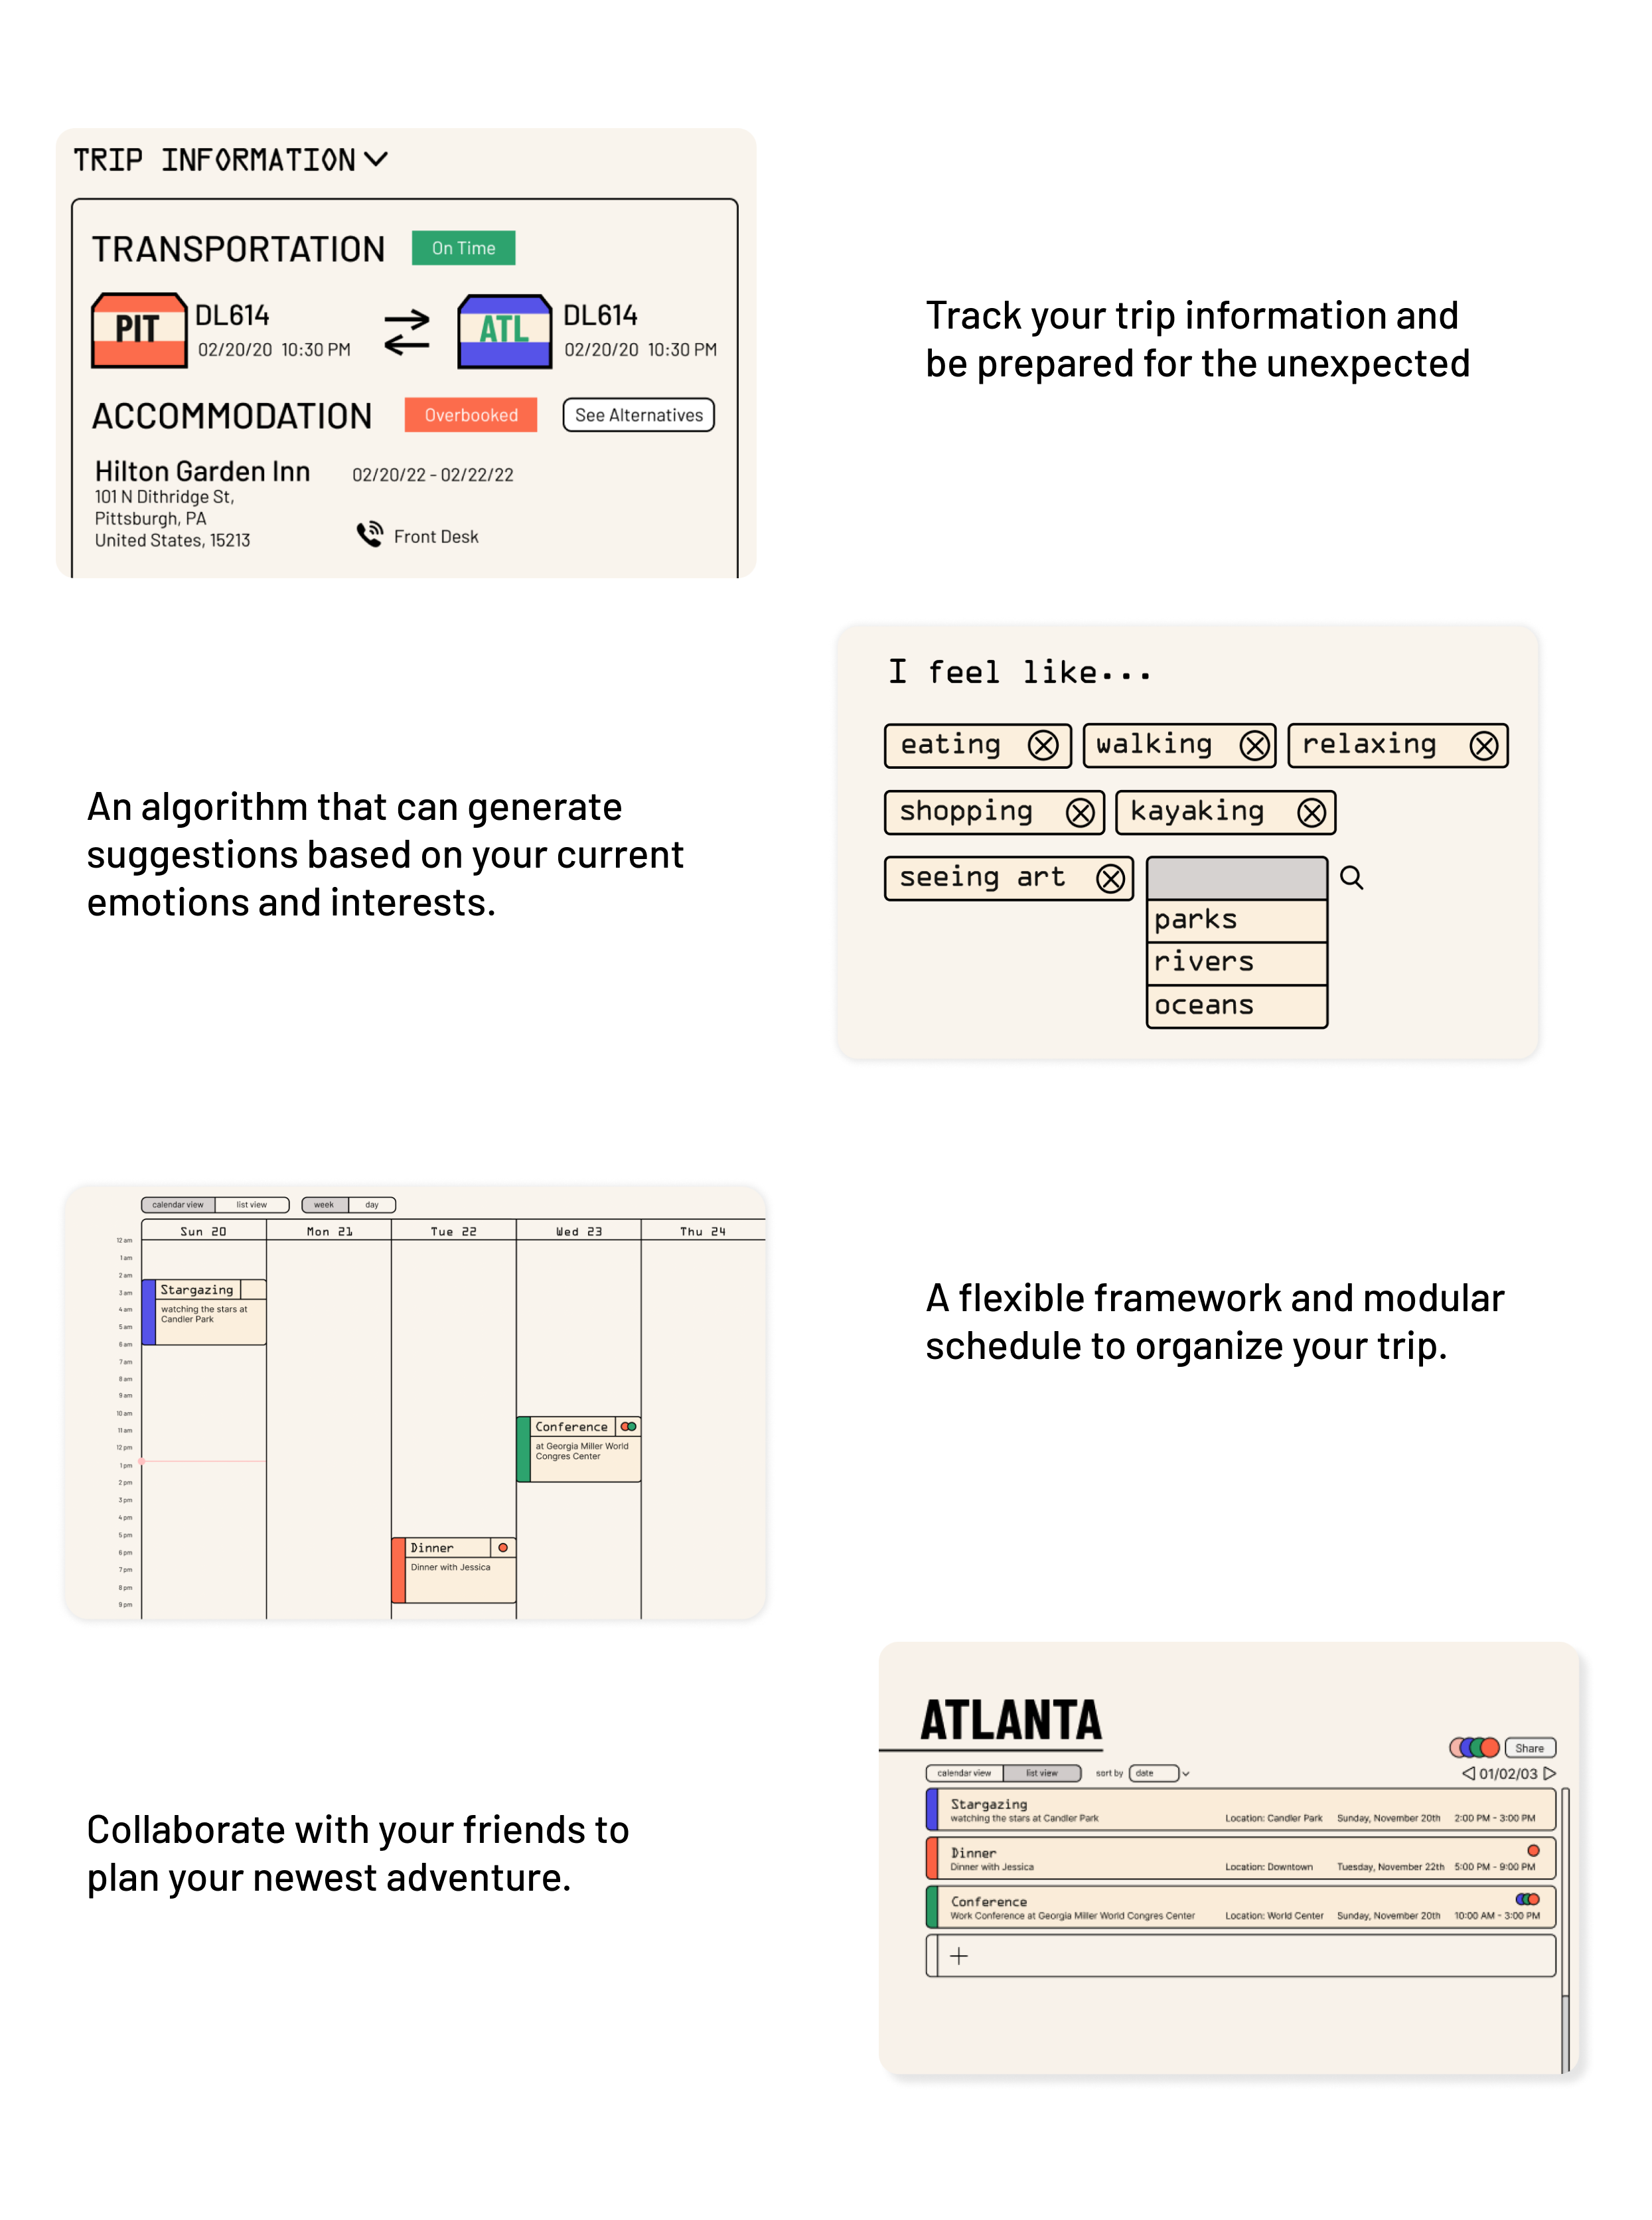 TRIP INFORMATION
TRANSPORTATION On Time
PIT DL614 02/20/20 10:30 PM
ATL DL614 02/20/20 10:30 PM
ACCOMMODATION Overbooked See Alternatives
Hilton Garden Inn 02/20/22 - 02/22/22
101 N Dithridge St,
Pittsburgh, PA
United States, 15213
Front Desk
Track your trip information and
be prepared for the unexpected
I feel like...
eating walking relaxing
shopping kayaking
seeing art
parks
rivers
oceans
An algorithm that can generate
suggestions based on your current
emotions and interests.
calendar view list view week day
Sun 20 Mon 21 Tue 22 Wed 23 Thu 24
12 am
1 am
2 am
3 am
4 am
5 am
6 am
7 am
8 am
9 am
10 am
11 am
12 pm
1 pm
2 pm
3 pm
4 pm
5 pm
6 pm
7 pm
8 pm
9 pm
Stargazing
watching the stars at
Candler Park
Conference
at Georgia Miller World
Congres Center
Dinner
Dinner with Jessica
A flexible framework and modular
schedule to organize your trip.
ATLANTA
Share
calendar view list view sort by date 01/02/03
Stargazing
watching the stars at Candler Park Location: Candler Park Sunday, November 20th 2:00 PM - 3:00 PM
Dinner
Dinner with Jessica Location: Downtown Tuesday, November 22th 5:00 PM - 9:00 PM
Conference
Work Conference at Georgia Miller World Congres Center Location: World Center Sunday, November 20th 10:00 AM - 3:00 PM
+
Collaborate with your friends to
plan your newest adventure.